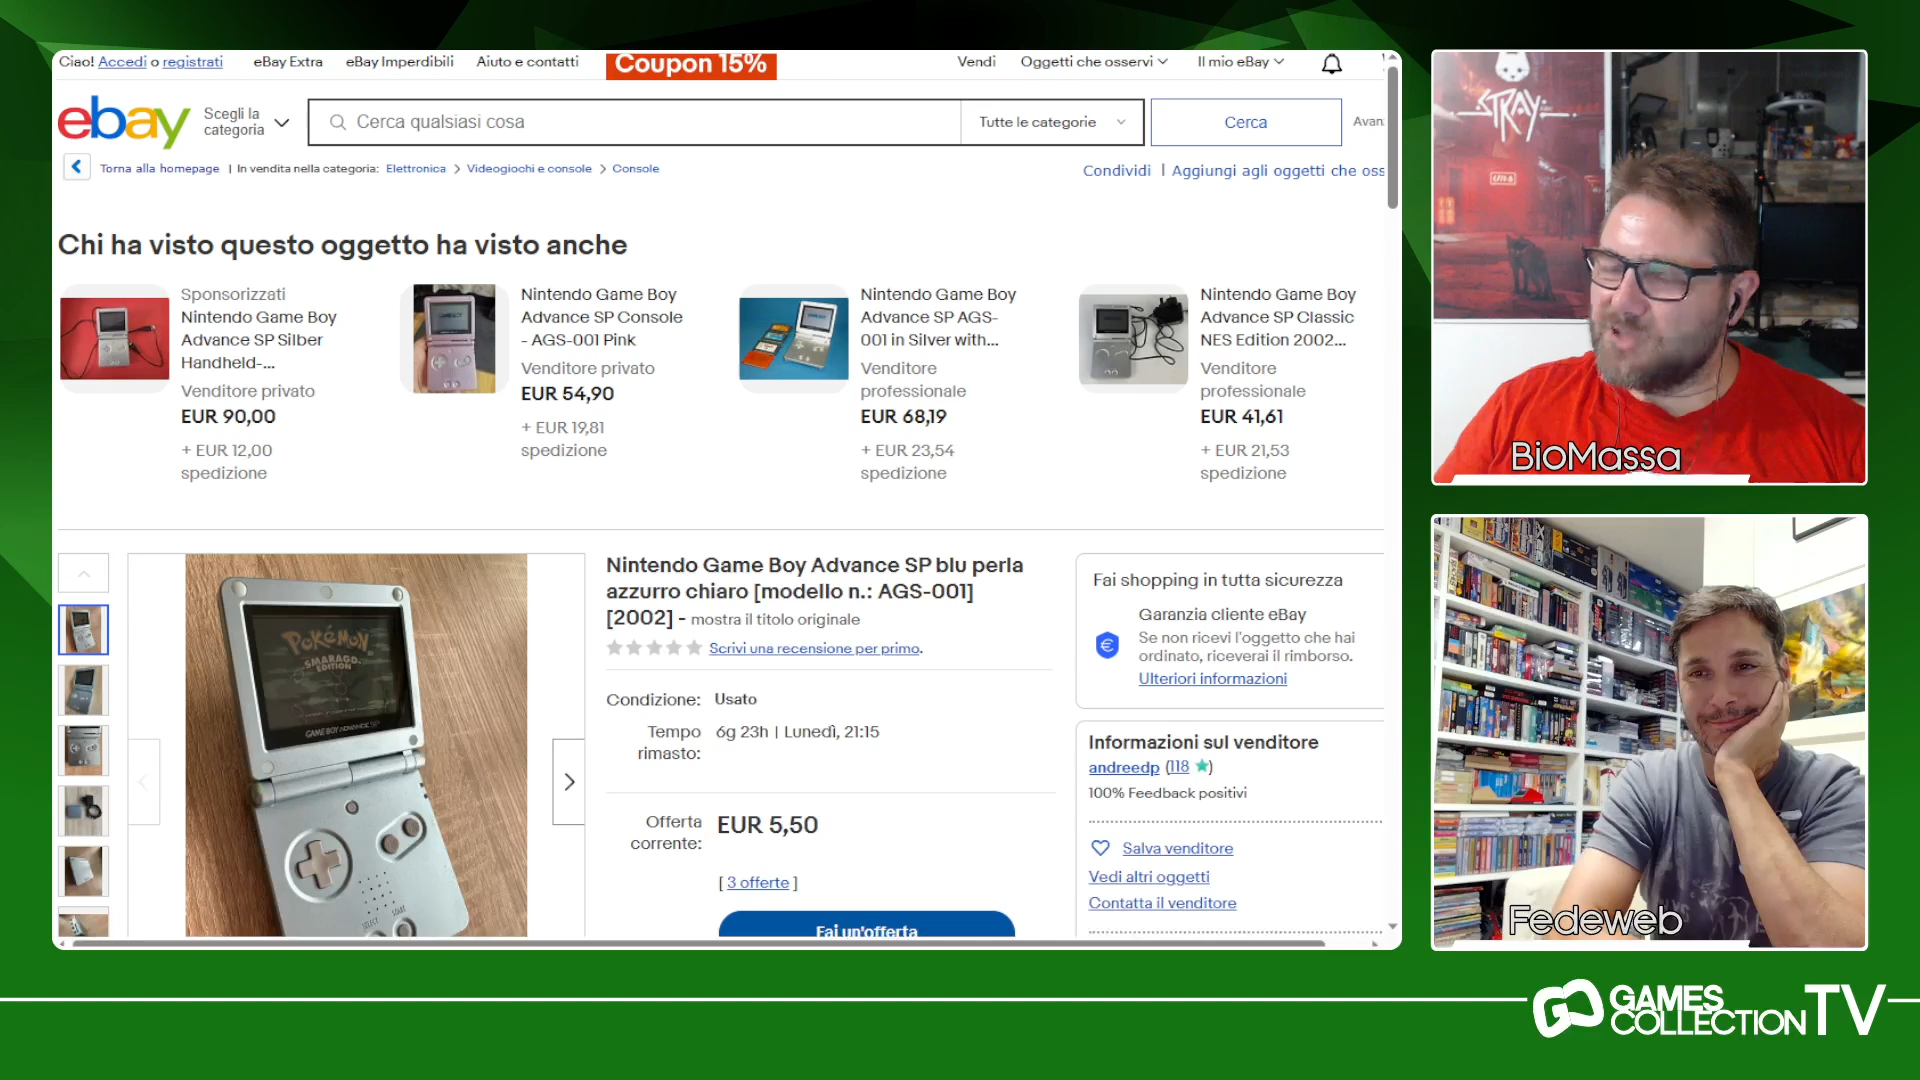 Ciao! Accedi o registrati
eBay Extra
eBay Imperdibili
Aiuto e contatti
Coupon 15%
Vendi
Oggetti che osservi
Il mio eBay
ebay
Scegli la
categoria
Cerca qualsiasi cosa
Tutte le categorie
Cerca
Avan
Torna alla homepage | In vendita nella categoria: Elettronica > Videogiochi e console > Console
Condividi | Aggiungi agli oggetti che oss
Chi ha visto questo oggetto ha visto anche
Sponsorizzati
Nintendo Game Boy
Advance SP Silber
Handheld-...
Venditore privato
EUR 90,00
+ EUR 12,00
spedizione
Nintendo Game Boy
Advance SP Console
- AGS-001 Pink
Venditore privato
EUR 54,90
+ EUR 19,81
spedizione
Nintendo Game Boy
Advance SP AGS-
001 in Silver with...
Venditore
professionale
EUR 68,19
+ EUR 23,54
spedizione
Nintendo Game Boy
Advance SP Classic
NES Edition 2002...
Venditore
professionale
EUR 41,61
+ EUR 21,53
spedizione
POKéMON
SMARAGD-
EDITION
GAME BOY ADVANCE SP
SELECT
START
Nintendo Game Boy Advance SP blu perla
azzurro chiaro [modello n.: AGS-001]
[2002] - mostra il titolo originale
Scrivi una recensione per primo.
Condizione: Usato
Tempo
rimasto:
6g 23h | Lunedì, 21:15
Offerta
corrente:
EUR 5,50
[ 3 offerte ]
Fai un'offerta
Fai shopping in tutta sicurezza
Garanzia cliente eBay
Se non ricevi l'oggetto che hai
ordinato, riceverai il rimborso.
Ulteriori informazioni
Informazioni sul venditore
andreedp (118)
100% Feedback positivi
Salva venditore
Vedi altri oggetti
Contatta il venditore
STRAY
BioMassa
Fedeweb
GAMES
COLLECTION TV